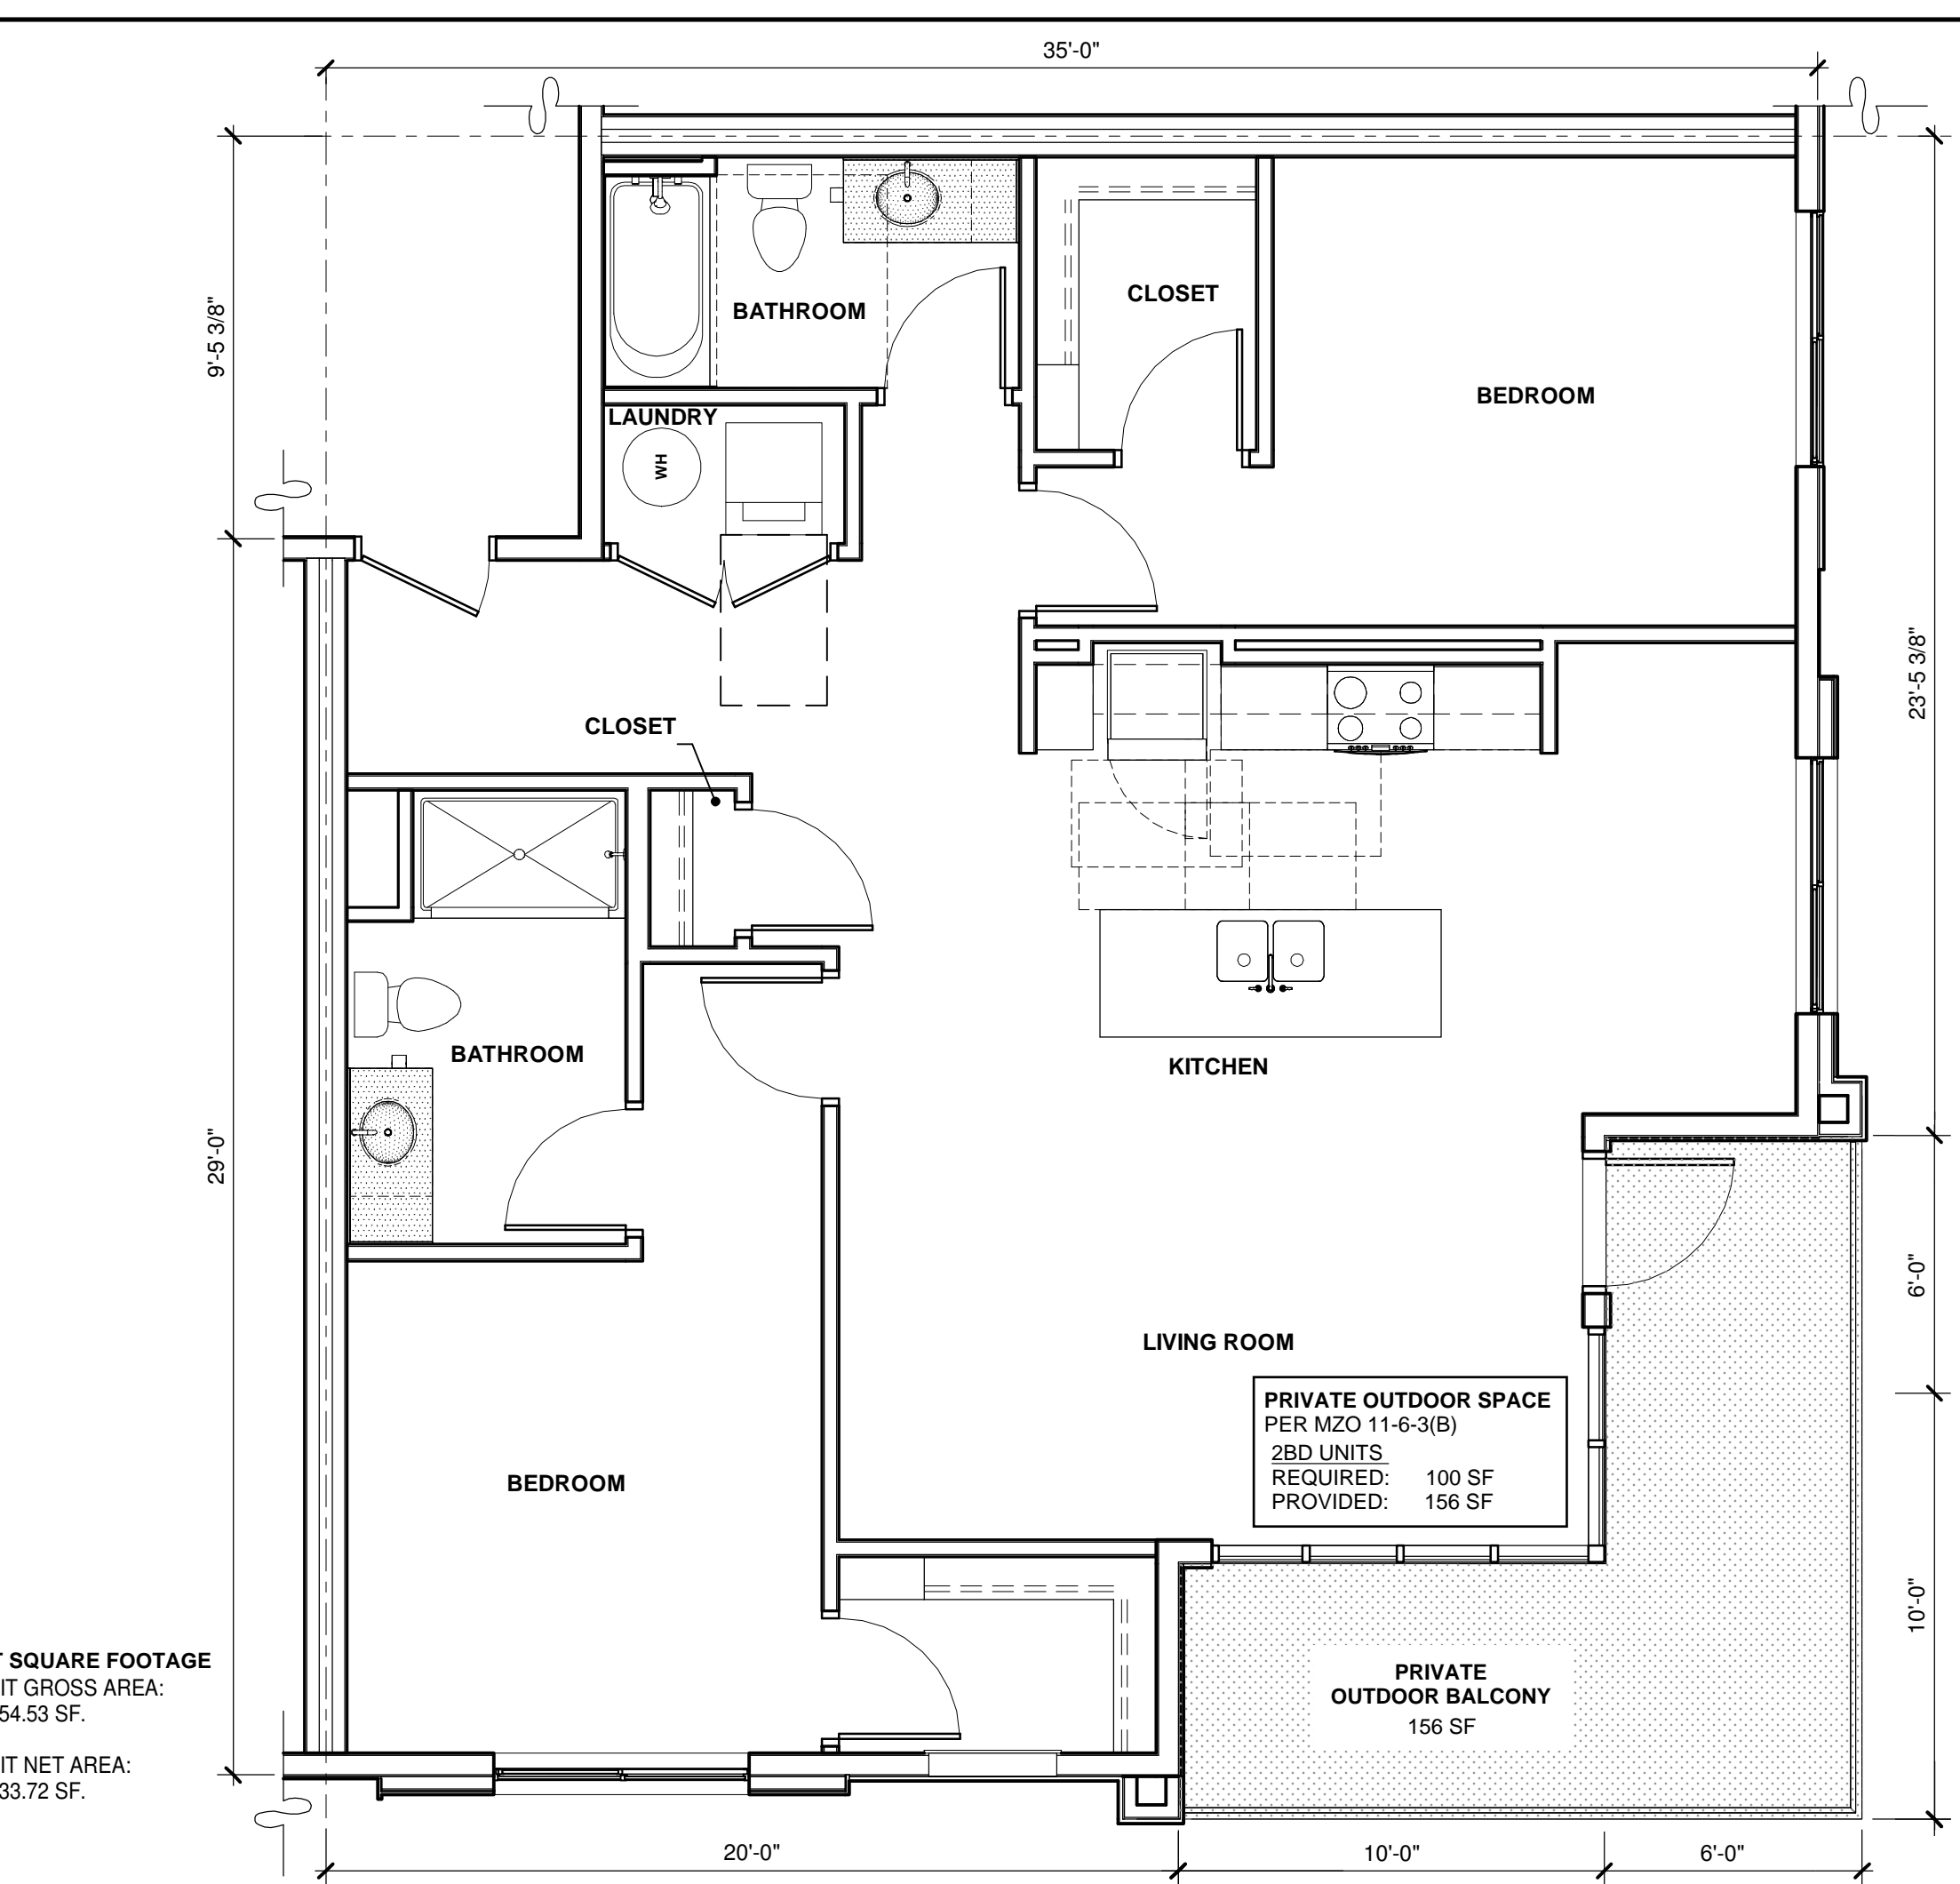 35'-0"
9'-5 3/8"
BATHROOM
CLOSET
BEDROOM
LAUNDRY
WH
23'-5 3/8"
CLOSET
BATHROOM
KITCHEN
29'-0"
6'-0"
LIVING ROOM
PRIVATE OUTDOOR SPACE
PER MZO 11-6-3(B)
2BD UNITS
REQUIRED: 100 SF
PROVIDED: 156 SF
BEDROOM
10'-0"
SQUARE FOOTAGE
IT GROSS AREA:
54.53 SF.
IT NET AREA:
33.72 SF.
PRIVATE
OUTDOOR BALCONY
156 SF
20'-0"
10'-0"
6'-0"